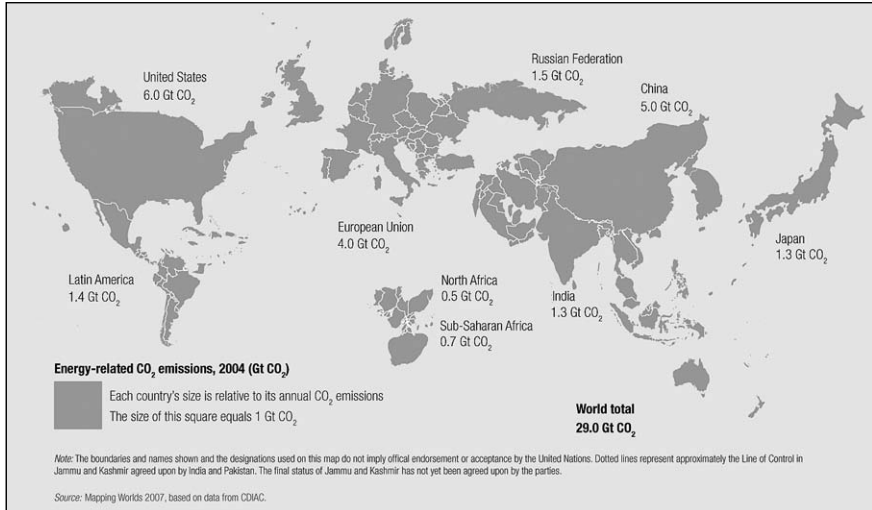 United States
6.0 Gt CO₂
Russian Federation
1.5 Gt CO₂
China
5.0 Gt CO₂
European Union
4.0 Gt CO₂
Japan
1.3 Gt CO₂
Latin America
1.4 Gt CO₂
North Africa
0.5 Gt CO₂
India
1.3 Gt CO₂
Sub-Saharan Africa
0.7 Gt CO₂
Energy-related CO₂ emissions, 2004 (Gt CO₂)
Each country's size is relative to its annual CO₂ emissions
The size of this square equals 1 Gt CO₂
World total
29.0 Gt CO₂
Note: The boundaries and names shown and the designations used on this map do not imply offical endorsement or acceptance by the United Nations. Dotted lines represent approximately the Line of Control in
Jammu and Kashmir agreed upon by India and Pakistan. The final status of Jammu and Kashmir has not yet been agreed upon by the parties.
Source: Mapping Worlds 2007, based on data from CDIAC.